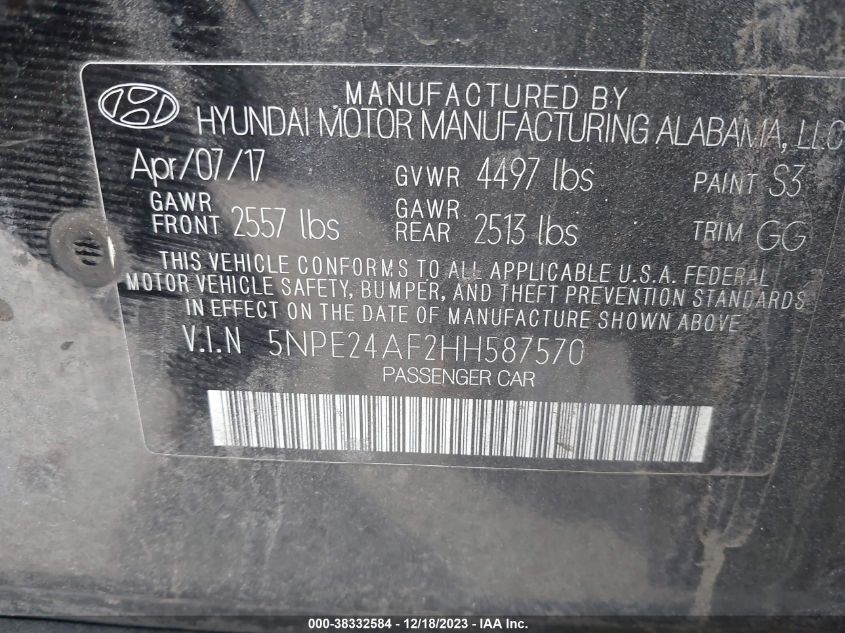 MANUFACTURED BY
HYUNDAI MOTOR MANUFACTURING ALABAMA, LLC
Apr/07/17 GVWR 4497 lbs PAINT S3
GAWR FRONT 2557 lbs GAWR REAR 2513 lbs TRIM GG
THIS VEHICLE CONFORMS TO ALL APPLICABLE U.S.A. FEDERAL
MOTOR VEHICLE SAFETY, BUMPER, AND THEFT PREVENTION STANDARDS
IN EFFECT ON THE DATE OF MANUFACTURE SHOWN ABOVE.
V.I.N 5NPE24AF2HH587570
PASSENGER CAR
000-38332584 - 12/18/2023 - IAA Inc.